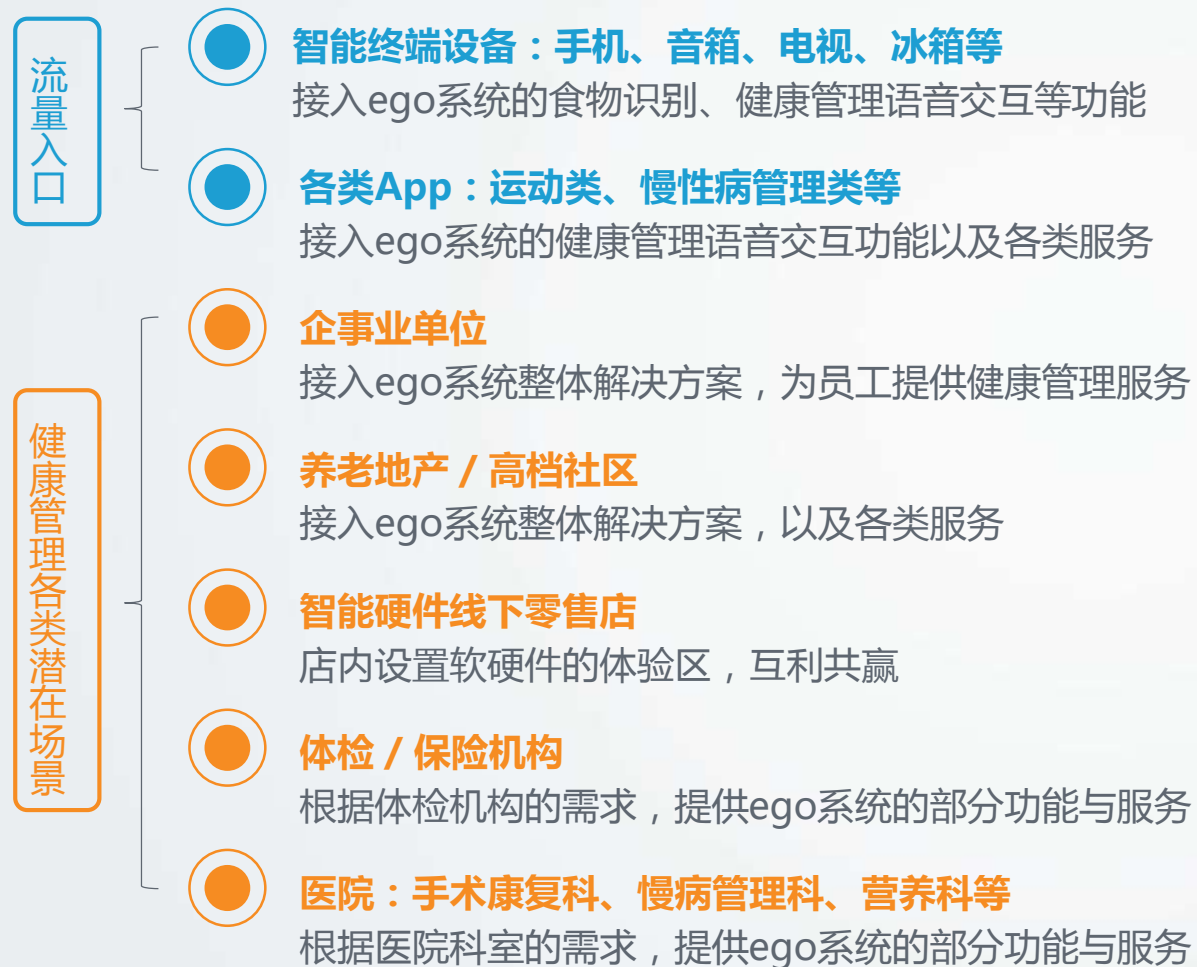 流量入口
智能终端设备：手机、音箱、电视、冰箱等
接入ego系统的食物识别、健康管理语音交互等功能
各类App：运动类、慢性病管理类等
接入ego系统的健康管理语音交互功能以及各类服务
健康管理各类潜在场景
企事业单位
接入ego系统整体解决方案，为员工提供健康管理服务
养老地产 / 高档社区
接入ego系统整体解决方案，以及各类服务
智能硬件线下零售店
店内设置软硬件的体验区，互利共赢
体检 / 保险机构
根据体检机构的需求，提供ego系统的部分功能与服务
医院：手术康复科、慢病管理科、营养科等
根据医院科室的需求，提供ego系统的部分功能与服务